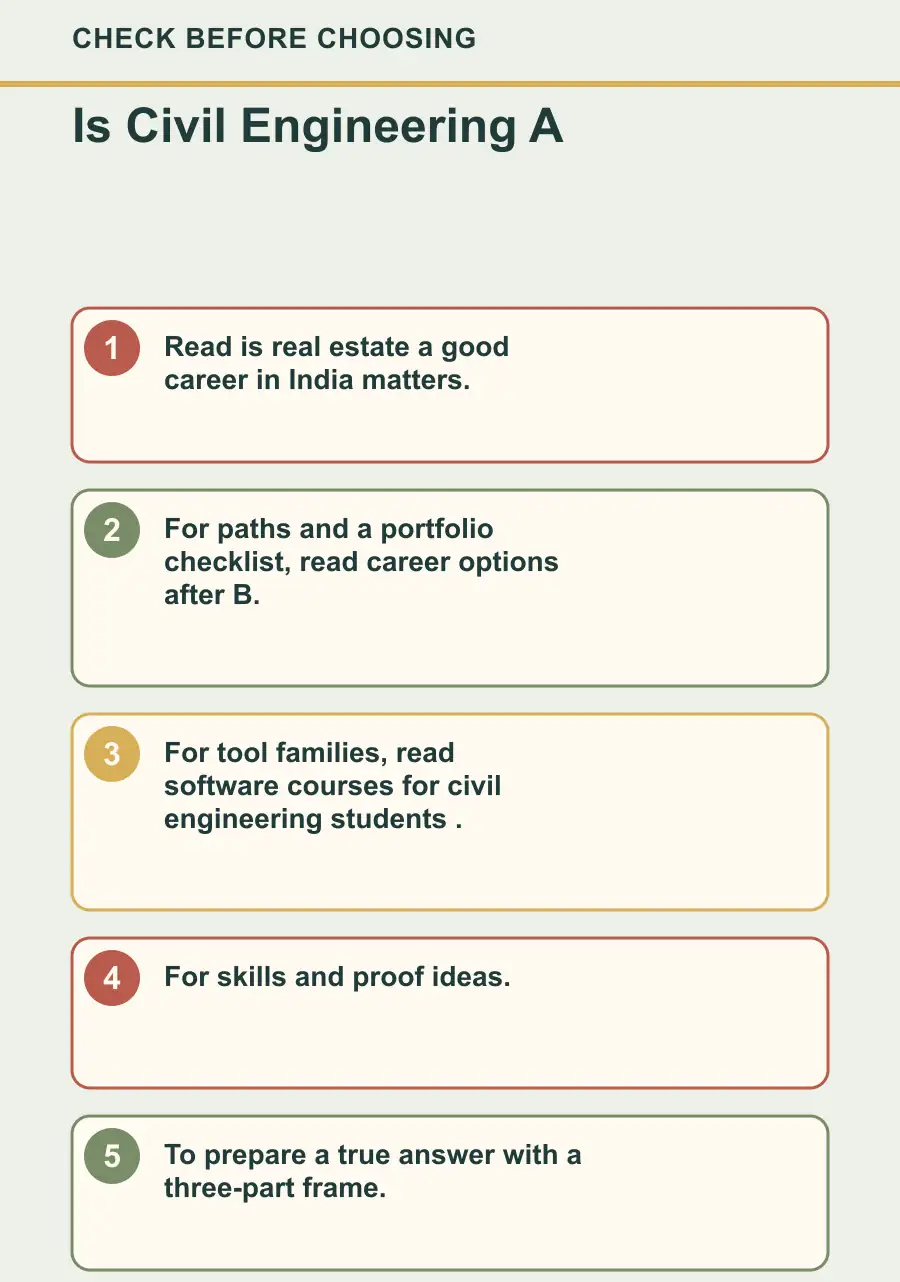 CHECK BEFORE CHOOSING
Is Civil Engineering A
1
Read is real estate a good
career in India matters.
2
For paths and a portfolio
checklist, read career options
after B.
3
For tool families, read
software courses for civil
engineering students .
4
For skills and proof ideas.
5
To prepare a true answer with a
three-part frame.